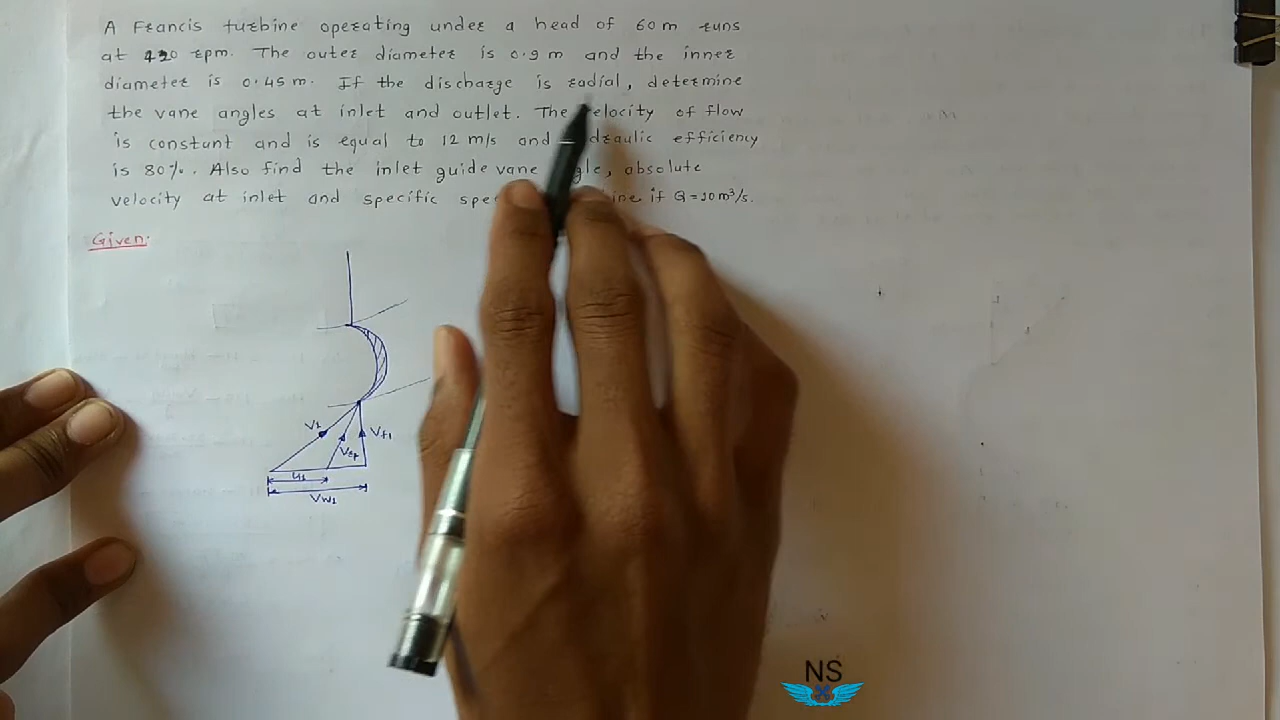 A Francis turbine operating under a head of 60 m runs
at 420 rpm. The outer diameter is 0.9 m and the inner
diameter is 0.45 m. If the discharge is radial, determine
the vane angles at inlet and outlet. The velocity of flow
is constant and is equal to 12 m/s and draulic efficiency
is 80%. Also find the inlet guide vane gle, absolute
velocity at inlet and specific spe ine if Q = 10 m³/s.
Given:
V1
Vf1
Vr1
u1
Vw1
NS